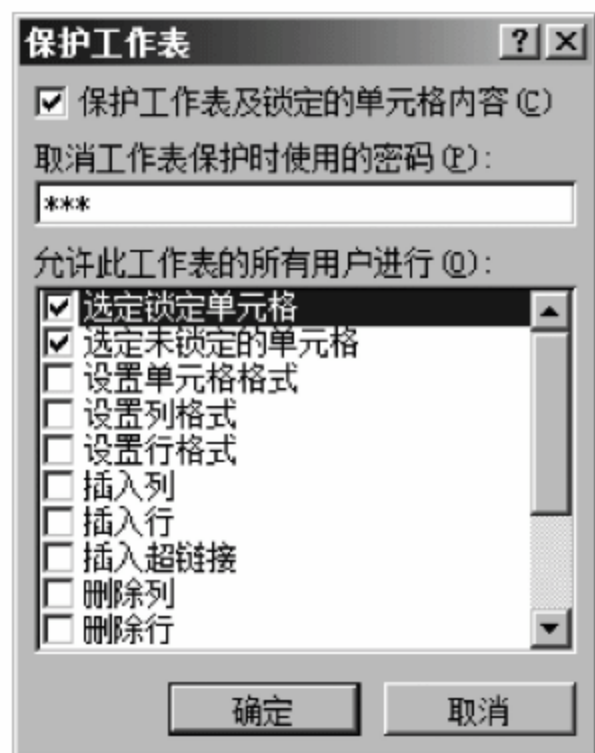 保护工作表
保护工作表及锁定的单元格内容(C)
取消工作表保护时使用的密码(P):
***
允许此工作表的所有用户进行(O):
选定锁定单元格
选定未锁定的单元格
设置单元格格式
设置列格式
设置行格式
插入列
插入行
插入超链接
删除列
删除行
确定 取消